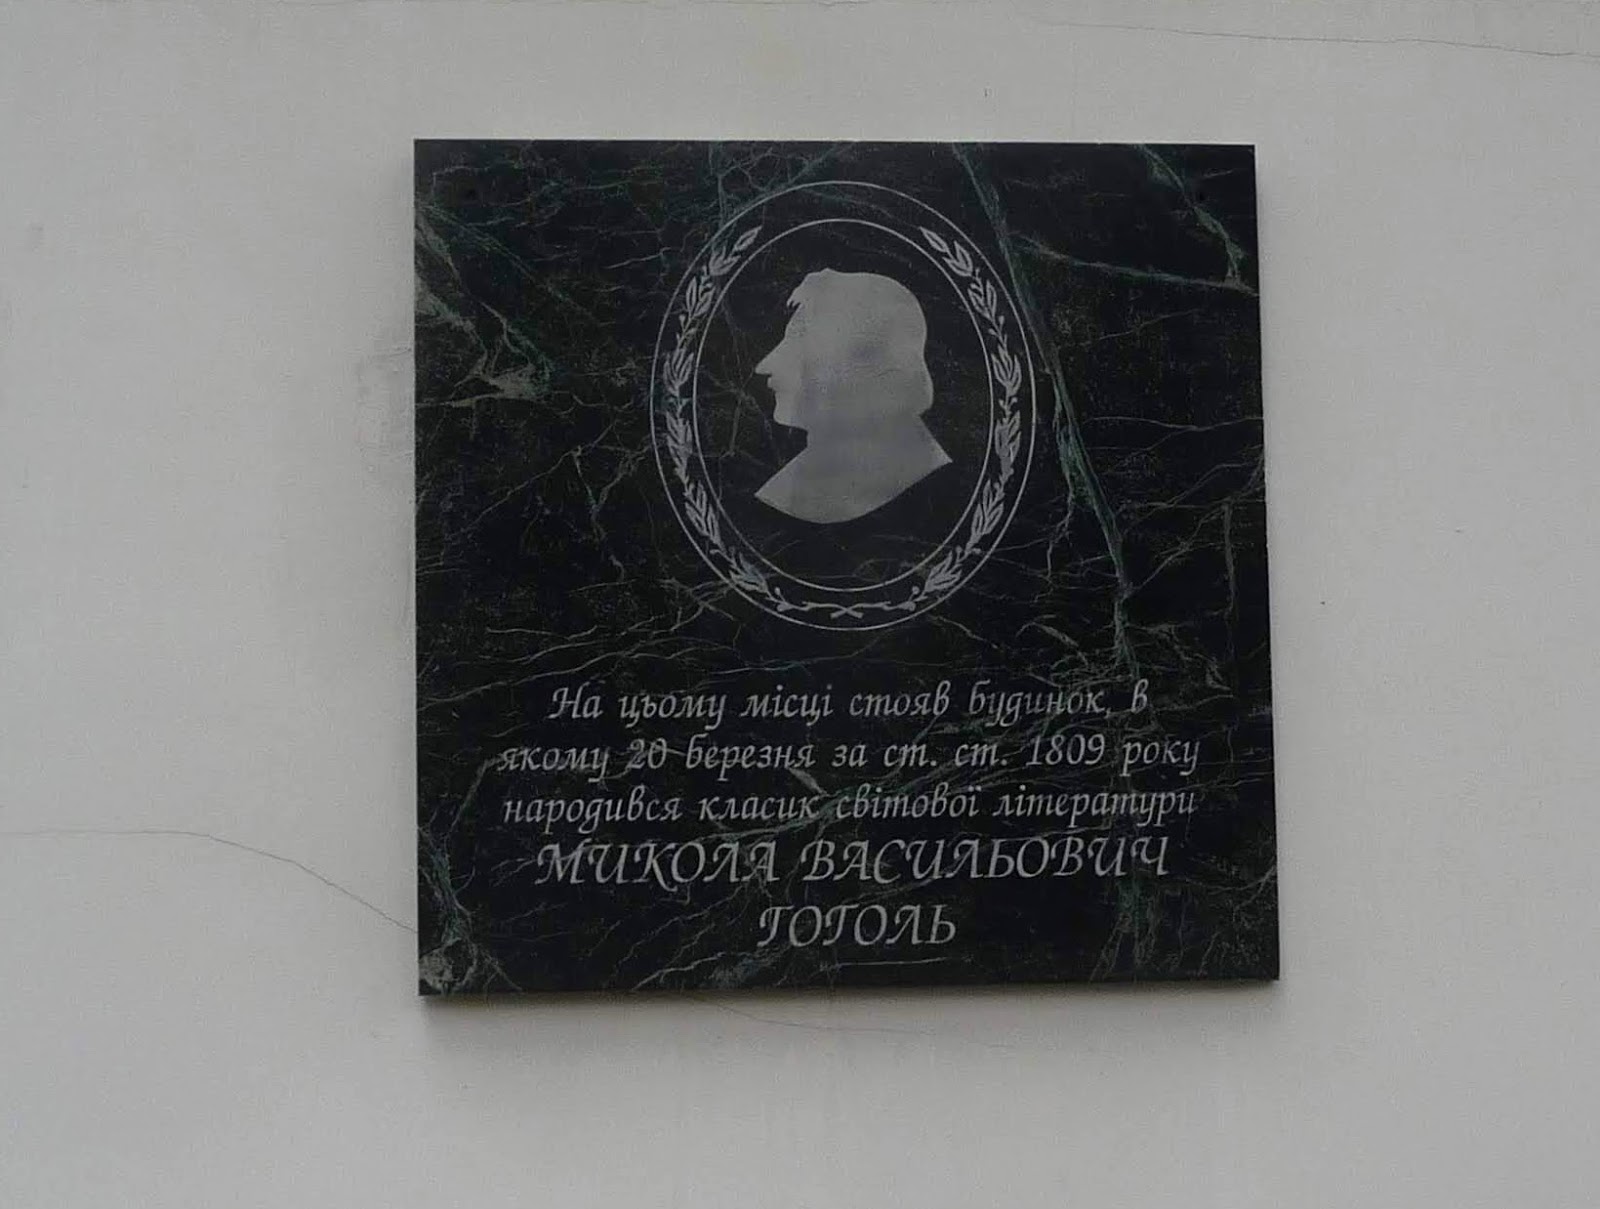 На цьому місці стояв будинок, в
якому 20 березня за ст. ст. 1809 року
народився класик світової літератури
МИКОЛА ВАСИЛЬОВИЧ
ГОГОЛЬ